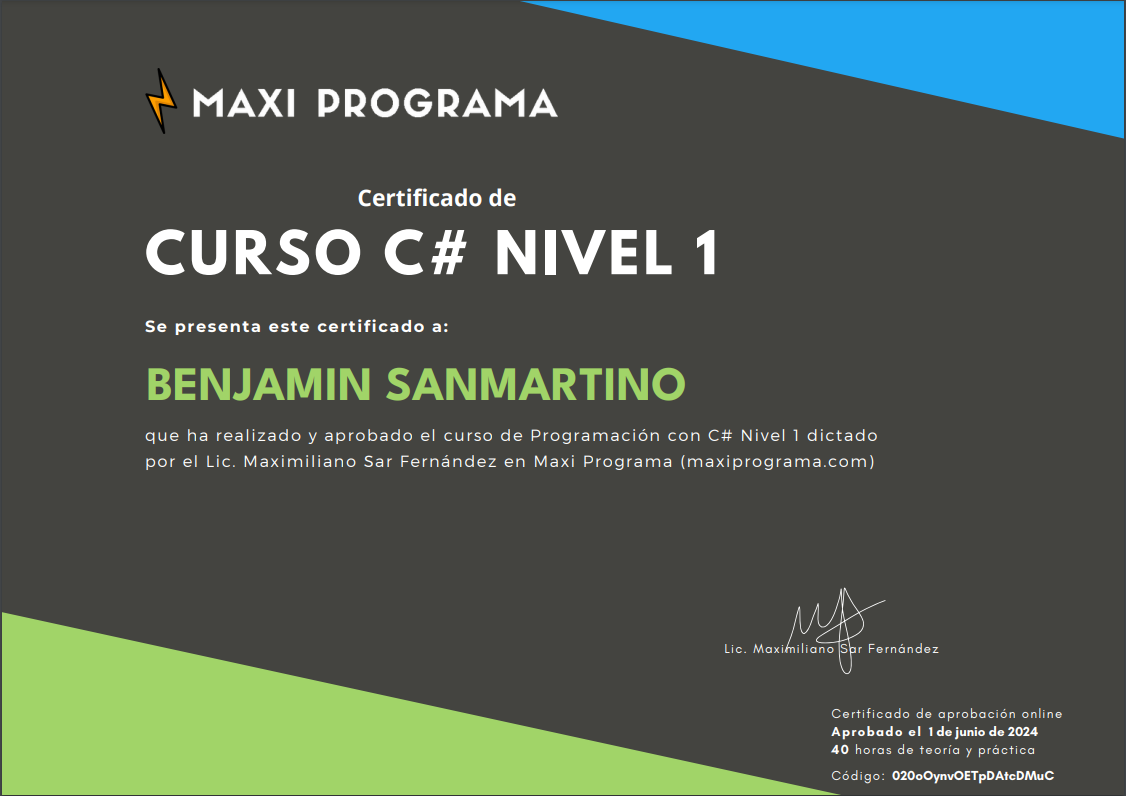 MAXI PROGRAMA
Certificado de
CURSO C# NIVEL 1
Se presenta este certificado a:
BENJAMIN SANMARTINO
que ha realizado y aprobado el curso de Programación con C# Nivel 1 dictado
por el Lic. Maximiliano Sar Fernández en Maxi Programa (maxiprograma.com)
Lic. Maximiliano Sar Fernández
Certificado de aprobación online
Aprobado el 1 de junio de 2024
40 horas de teoría y práctica
Código: 020oOynvOETpDAtcDMuC